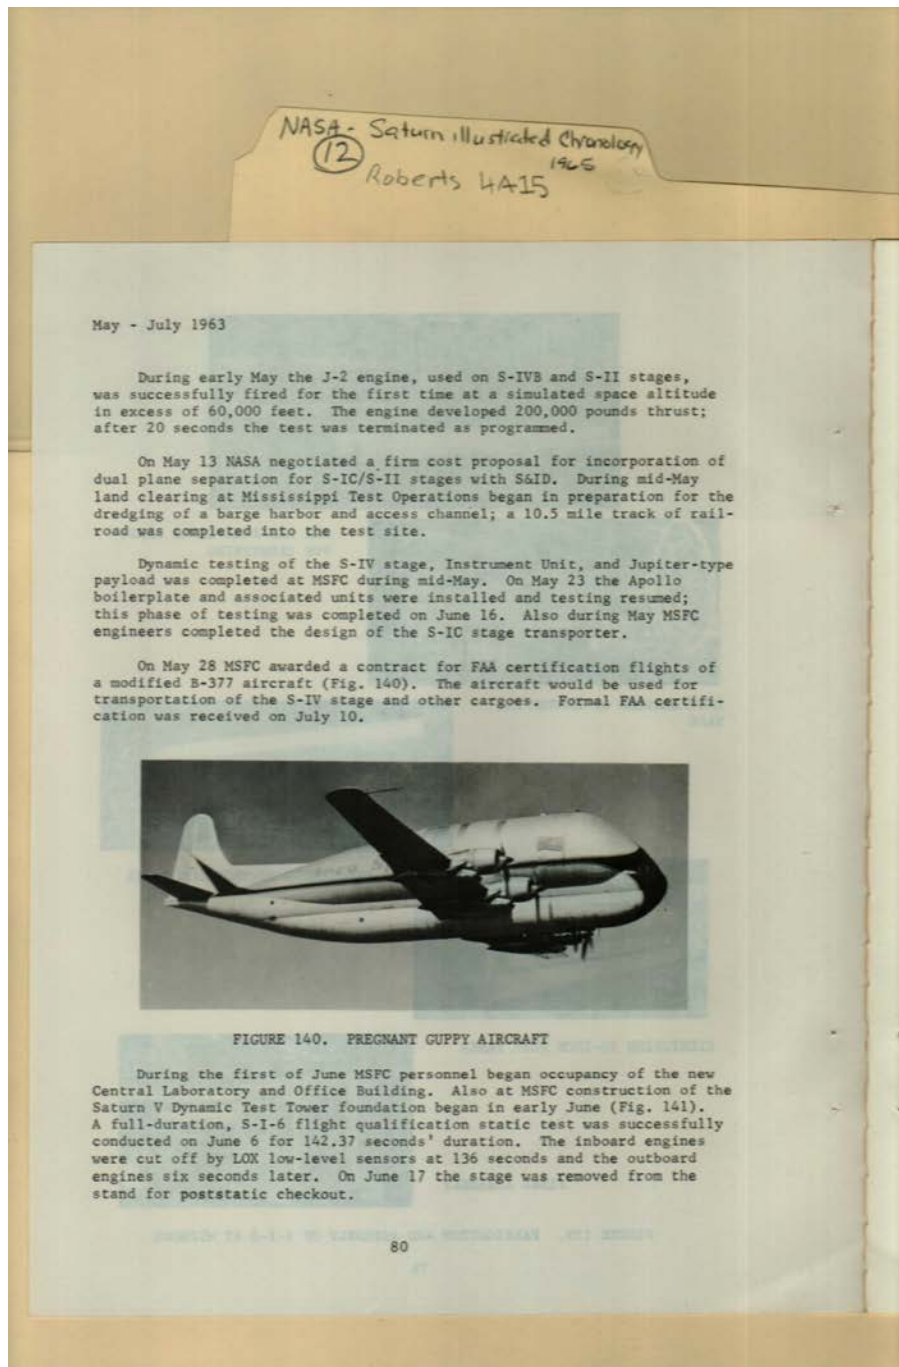 NASA - Saturn illustrated Chronology
12
1965
Roberts 4A15
May - July 1963
During early May the J-2 engine, used on S-IVB and S-II stages,
was successfully fired for the first time at a simulated space altitude
in excess of 60,000 feet. The engine developed 200,000 pounds thrust;
after 20 seconds the test was terminated as programmed.
On May 13 NASA negotiated a firm cost proposal for incorporation of
dual plane separation for S-IC/S-II stages with S&ID. During mid-May
land clearing at Mississippi Test Operations began in preparation for the
dredging of a barge harbor and access channel; a 10.5 mile track of rail-
road was completed into the test site.
Dynamic testing of the S-IV stage, Instrument Unit, and Jupiter-type
payload was completed at MSFC during mid-May. On May 23 the Apollo
boilerplate and associated units were installed and testing resumed;
this phase of testing was completed on June 16. Also during May MSFC
engineers completed the design of the S-IC stage transporter.
On May 28 MSFC awarded a contract for FAA certification flights of
a modified B-377 aircraft (Fig. 140). The aircraft would be used for
transportation of the S-IV stage and other cargoes. Formal FAA certifi-
cation was received on July 10.
FIGURE 140. PREGNANT GUPPY AIRCRAFT
During the first of June MSFC personnel began occupancy of the new
Central Laboratory and Office Building. Also at MSFC construction of the
Saturn V Dynamic Test Tower foundation began in early June (Fig. 141).
A full-duration, S-I-6 flight qualification static test was successfully
conducted on June 6 for 142.37 seconds' duration. The inboard engines
were cut off by LOX low-level sensors at 136 seconds and the outboard
engines six seconds later. On June 17 the stage was removed from the
stand for poststatic checkout.
80